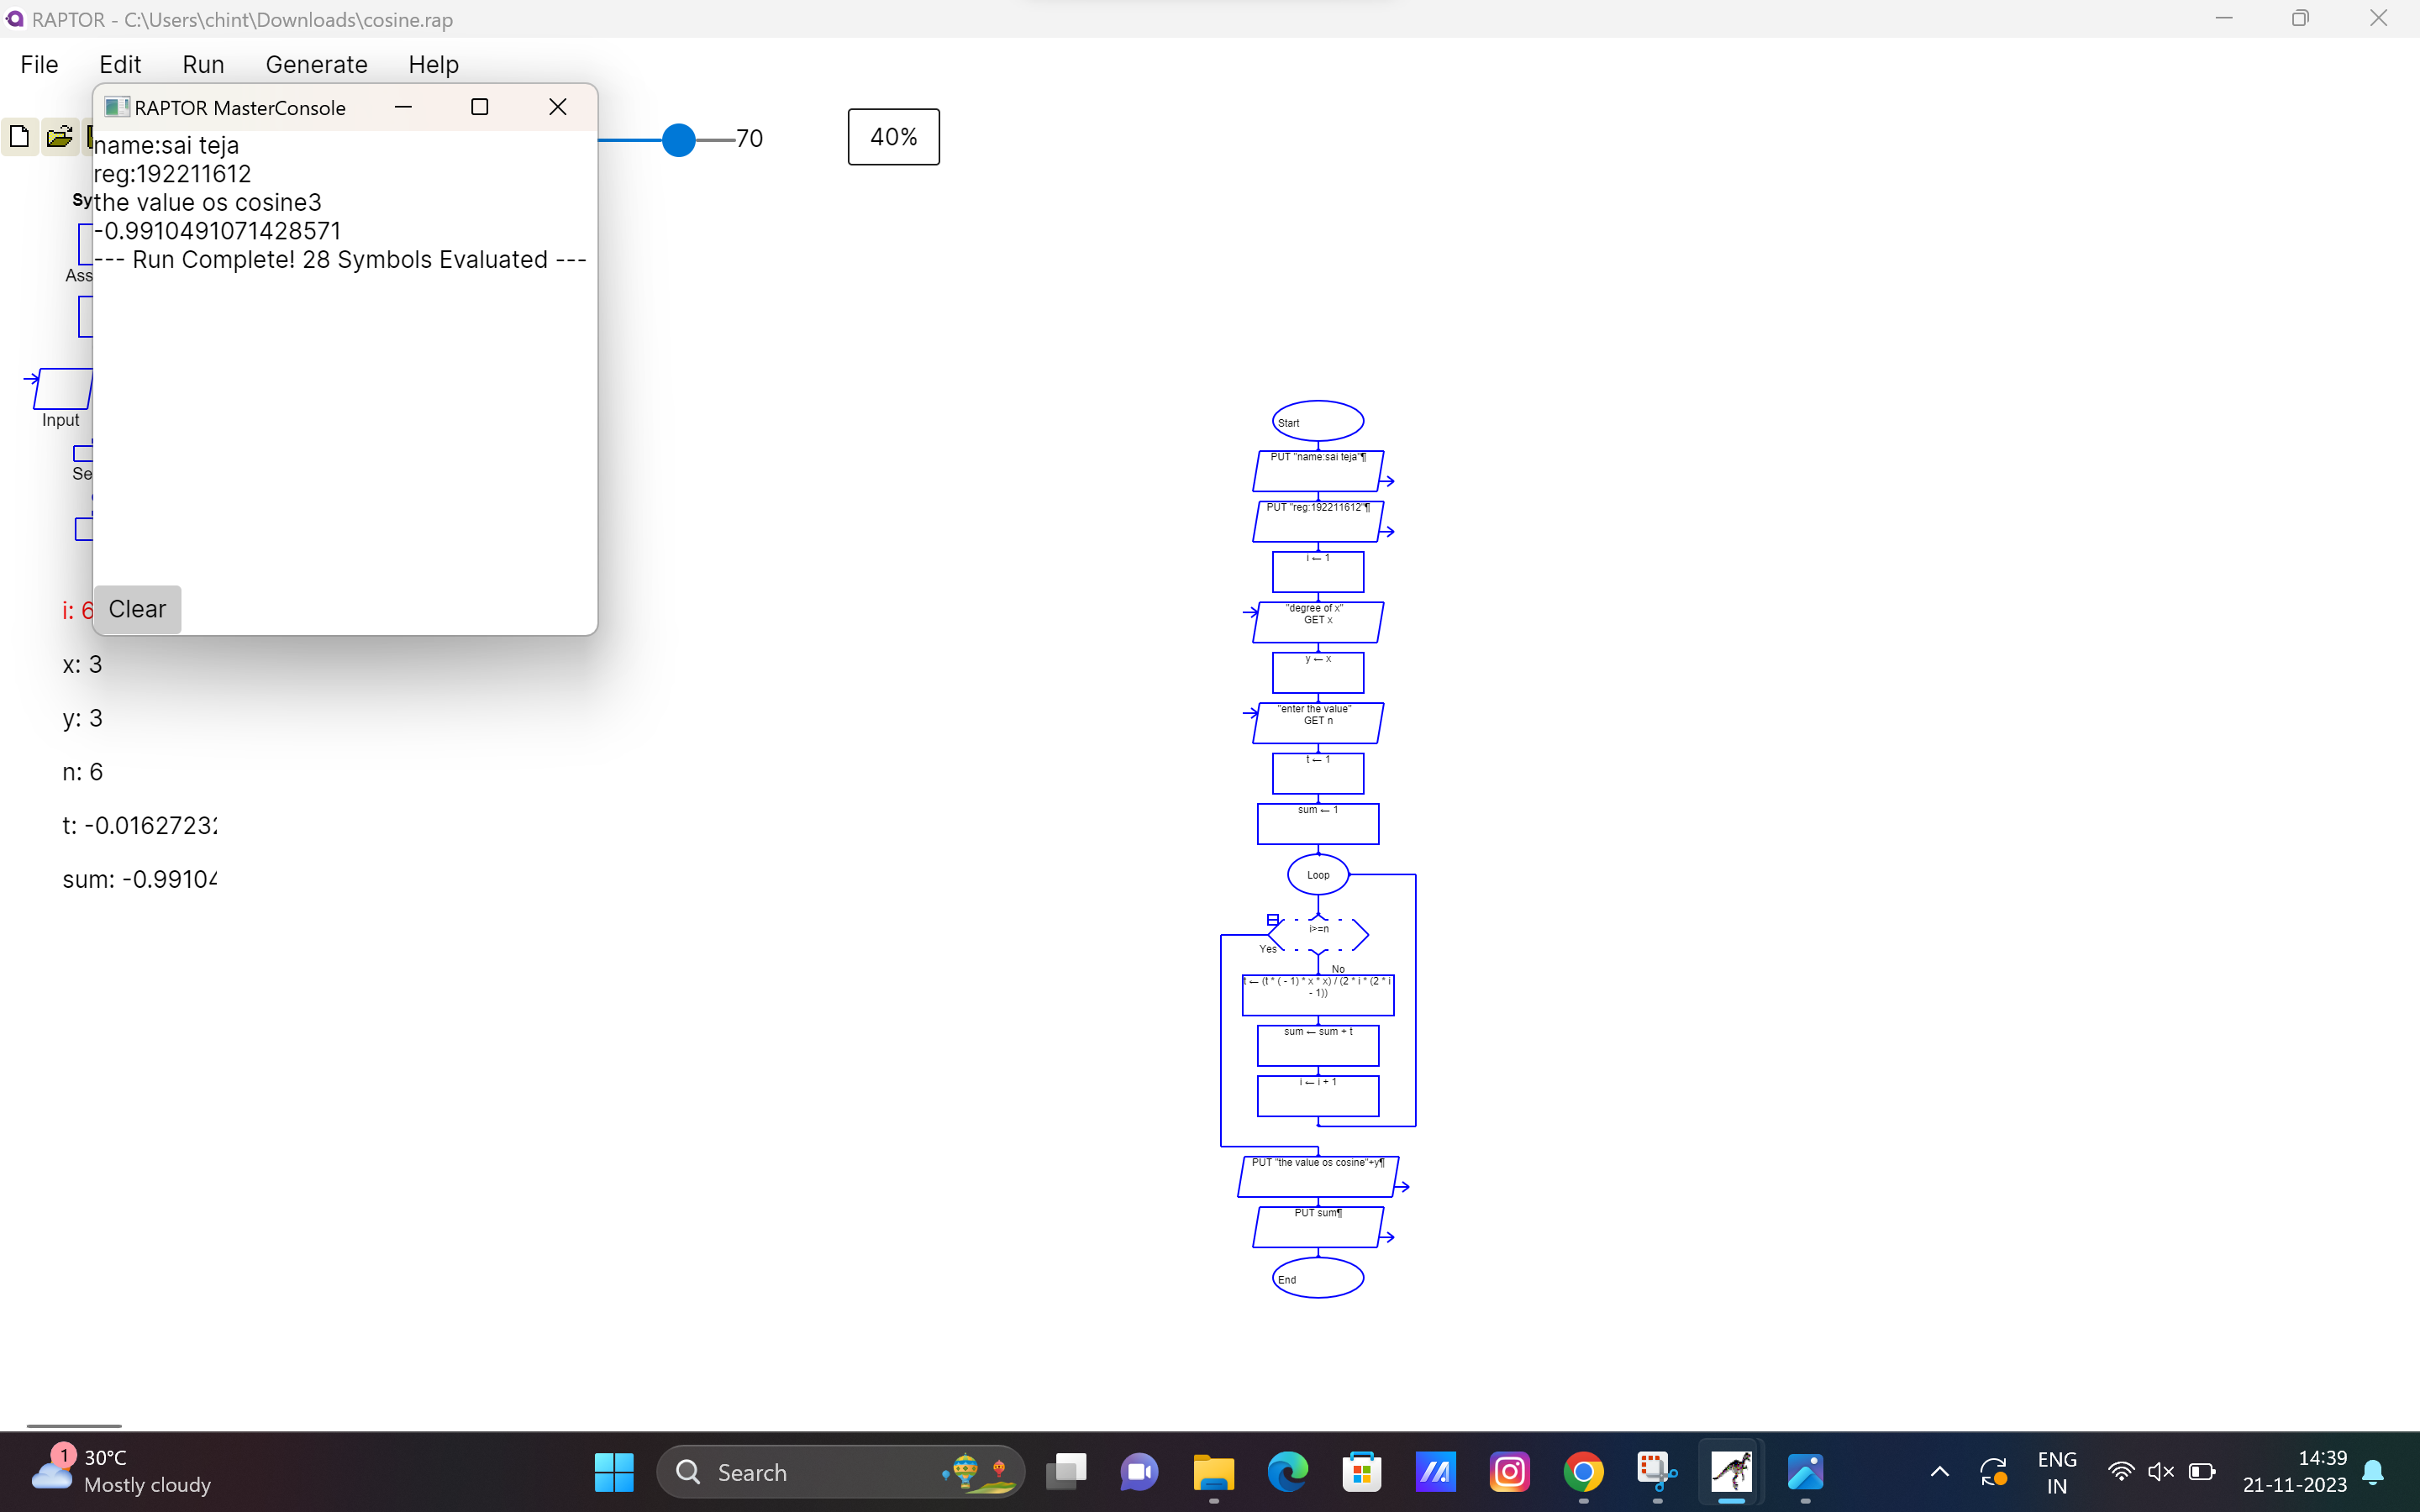 RAPTOR - C:\Users\chint\Downloads\cosine.rap
File Edit Run Generate Help
RAPTOR MasterConsole
70
40%
name:sai teja
reg:192211612
the value os cosine3
-0.9910491071428571
--- Run Complete! 28 Symbols Evaluated ---
Clear
Sy
Ass
Input
Se
i: 6
x: 3
y: 3
n: 6
t: -0.0162723
sum: -0.9910
Start
PUT "name:sai teja"¶
PUT "reg:192211612"¶
i ← 1
"degree of x"
GET x
y ← x
"enter the value"
GET n
t ← 1
sum ← 1
Loop
i>=n
Yes
No
t ← (t * ( - 1) * x * x) / (2 * i * (2 * i
- 1))
sum ← sum + t
i ← i + 1
PUT "the value os cosine"+y¶
PUT sum¶
End
1
30°C
Mostly cloudy
Search
ENG
IN
14:39
21-11-2023